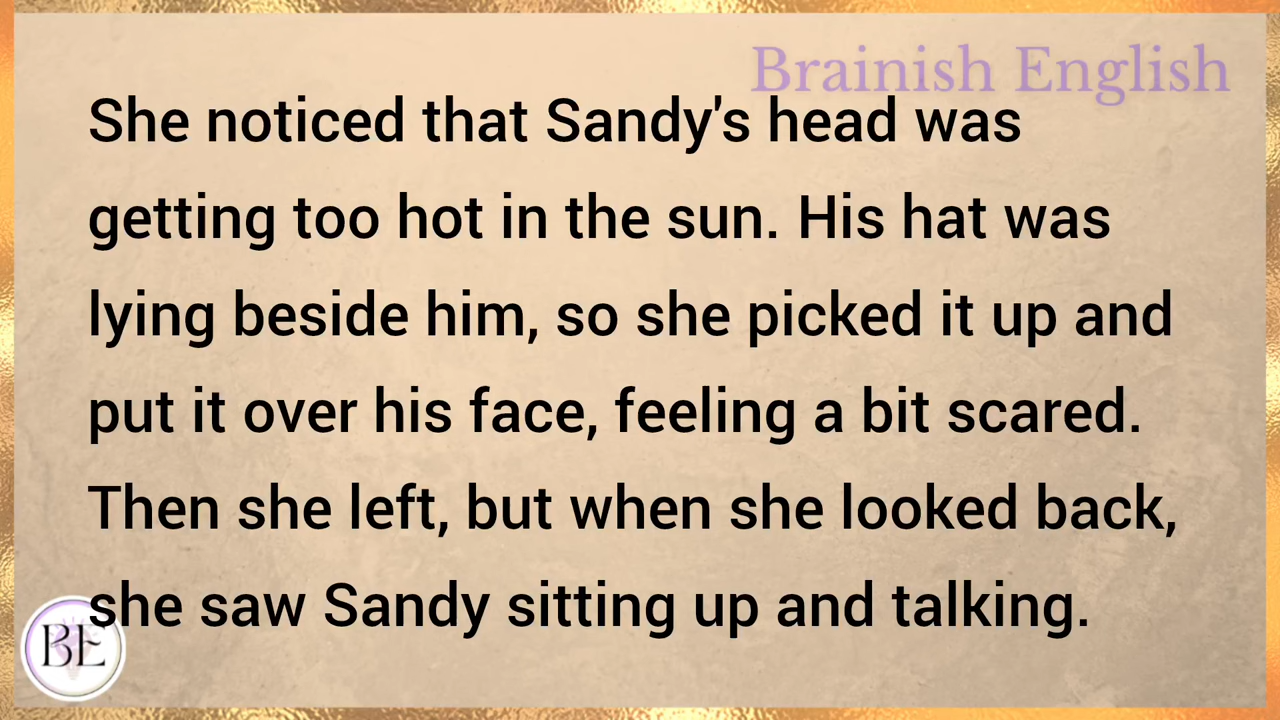 Brainish English
She noticed that Sandy's head was
getting too hot in the sun. His hat was
lying beside him, so she picked it up and
put it over his face, feeling a bit scared.
Then she left, but when she looked back,
she saw Sandy sitting up and talking.
BE